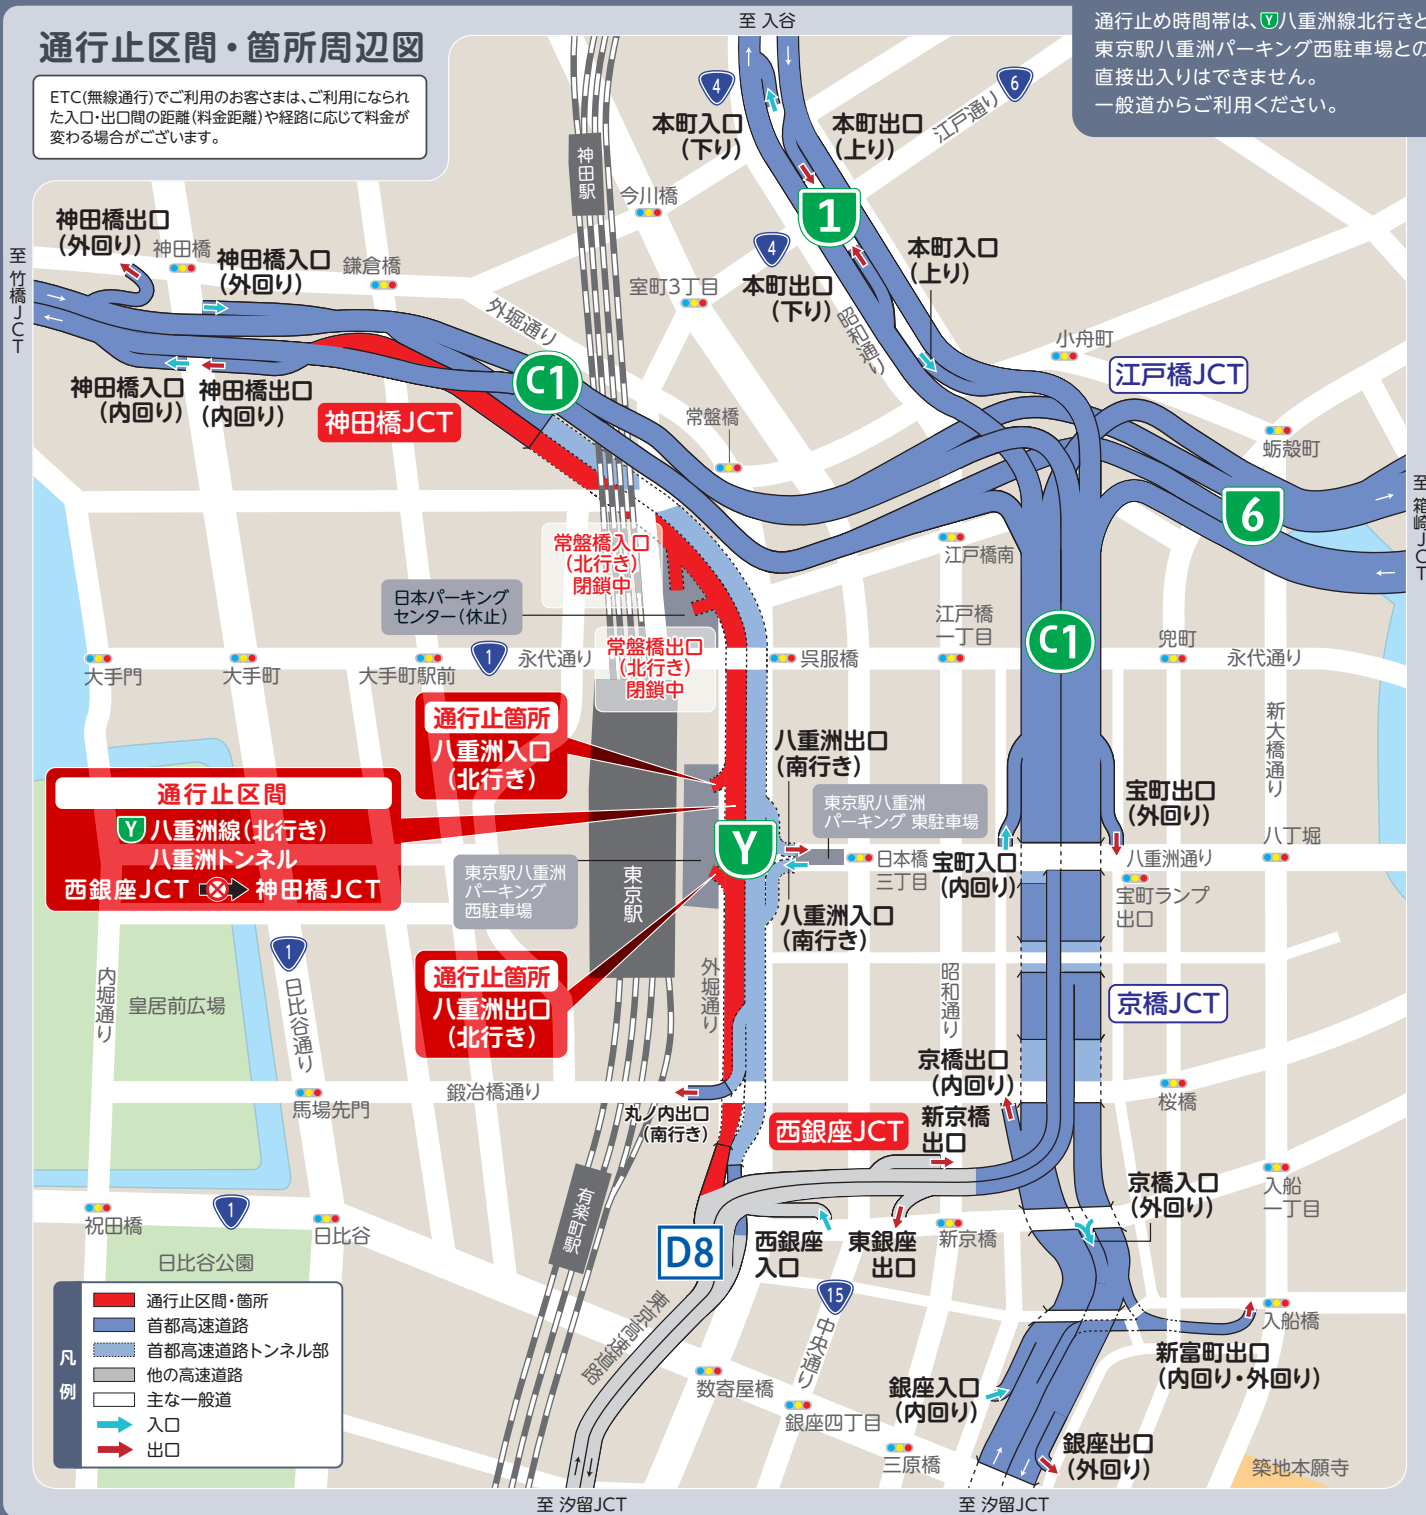 通行止区間・箇所周辺図
ETC(無線通行)でご利用のお客さまは、ご利用になられ
た入口・出口間の距離(料金距離)や経路に応じて料金が
変わる場合がございます。
至 入谷
通行止め時間帯は、Y八重洲線北行きと
東京駅八重洲パーキング西駐車場との
直接出入りはできません。
一般道からご利用ください。
4
6
江戸通り
本町入口
(下り)
本町出口
(上り)
神田駅
今川橋
1
4
本町入口
(上り)
神田橋出口
(外回り)
神田橋
神田橋入口
(外回り)
鎌倉橋
至 竹橋JCT
室町3丁目
本町出口
(下り)
昭和通り
外堀通り
小舟町
江戸橋JCT
神田橋入口
(内回り)
神田橋出口
(内回り)
神田橋JCT
C1
常盤橋
蛎殻町
至 箱崎JCT
6
常盤橋入口
(北行き)
閉鎖中
江戸橋南
日本パーキング
センター(休止)
江戸橋
一丁目
C1
兜町
常盤橋出口
(北行き)
閉鎖中
大手門
大手町
大手町駅前
1
永代通り
呉服橋
永代通り
通行止箇所
八重洲入口
(北行き)
新大橋通り
八重洲出口
(南行き)
通行止区間
Y 八重洲線(北行き)
八重洲トンネル
西銀座JCT
神田橋JCT
東京駅八重洲
パーキング 東駐車場
宝町出口
(外回り)
Y
東京駅八重洲
パーキング
西駐車場
東京駅
日本橋
三丁目
宝町入口
(内回り)
八重洲通り
八丁堀
宝町ランプ
出口
八重洲入口
(南行き)
1
内堀通り
皇居前広場
日比谷通り
通行止箇所
八重洲出口
(北行き)
外堀通り
昭和通り
京橋JCT
京橋出口
(内回り)
鍛冶橋通り
馬場先門
桜橋
丸ノ内出口
(南行き)
西銀座JCT
新京橋
出口
有楽町駅
京橋入口
(外回り)
入船
一丁目
祝田橋
1
日比谷
日比谷公園
D8
西銀座
入口
東銀座
出口
新京橋
15
中央通り
東京高速道路
入船橋
新富町出口
(内回り・外回り)
数寄屋橋
銀座四丁目
銀座入口
(内回り)
三原橋
銀座出口
(外回り)
築地本願寺
凡例
通行止区間・箇所
首都高速道路
首都高速道路トンネル部
他の高速道路
主な一般道
入口
出口
至 汐留JCT
至 汐留JCT